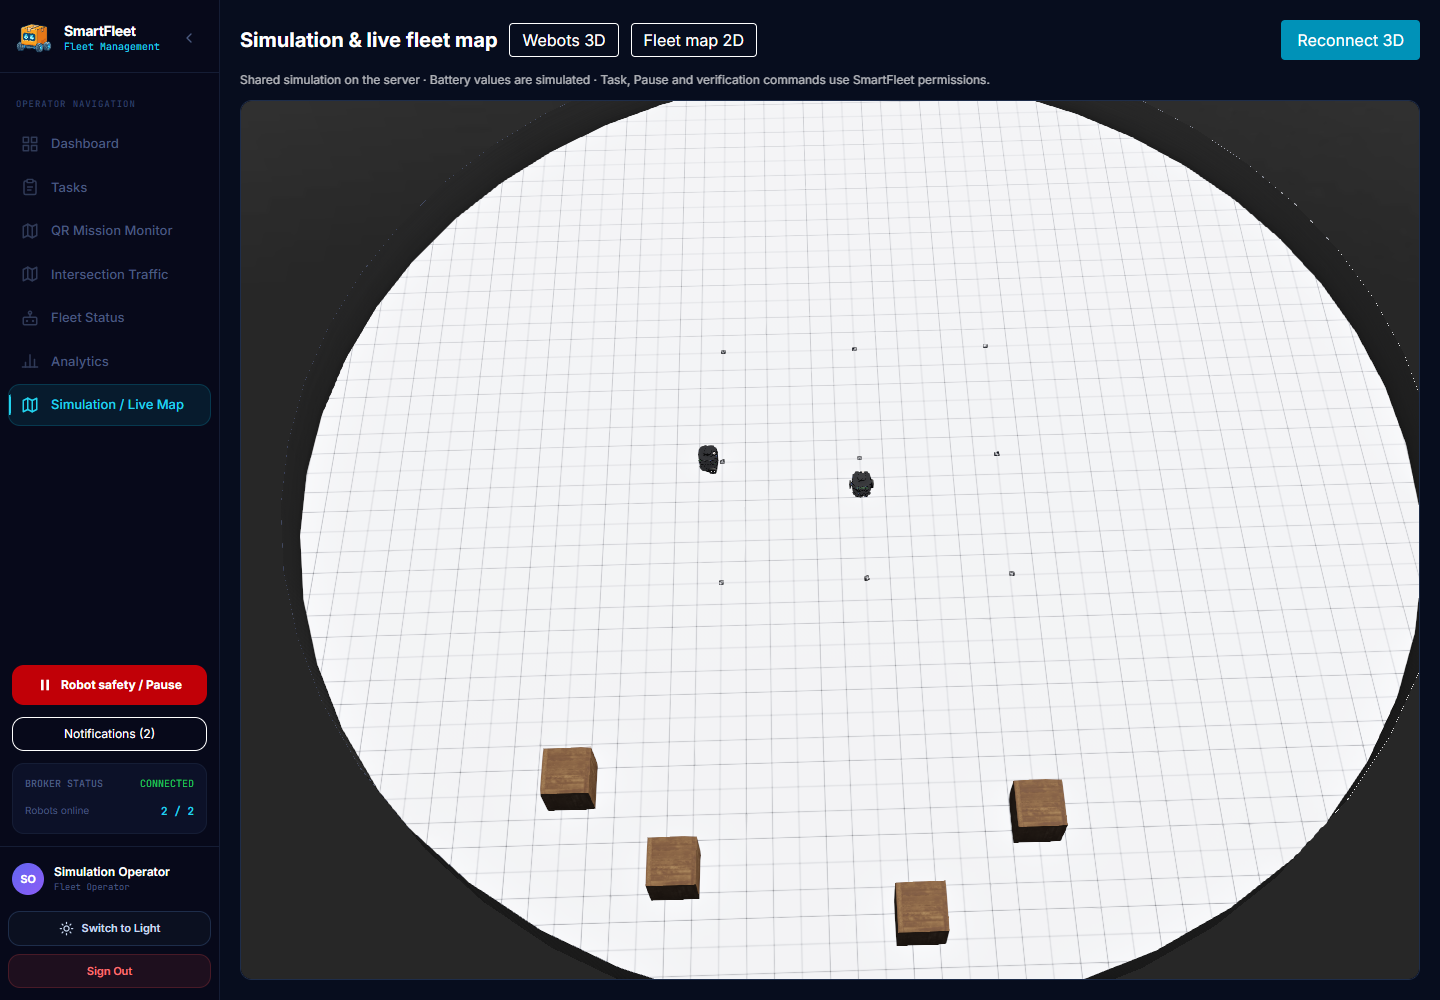 SmartFleet
Fleet Management
OPERATOR NAVIGATION
Dashboard
Tasks
QR Mission Monitor
Intersection Traffic
Fleet Status
Analytics
Simulation / Live Map
Robot safety / Pause
Notifications (2)
BROKER STATUS CONNECTED
Robots online 2 / 2
SO
Simulation Operator
Fleet Operator
Switch to Light
Sign Out
Simulation & live fleet map Webots 3D Fleet map 2D Reconnect 3D
Shared simulation on the server · Battery values are simulated · Task, Pause and verification commands use SmartFleet permissions.